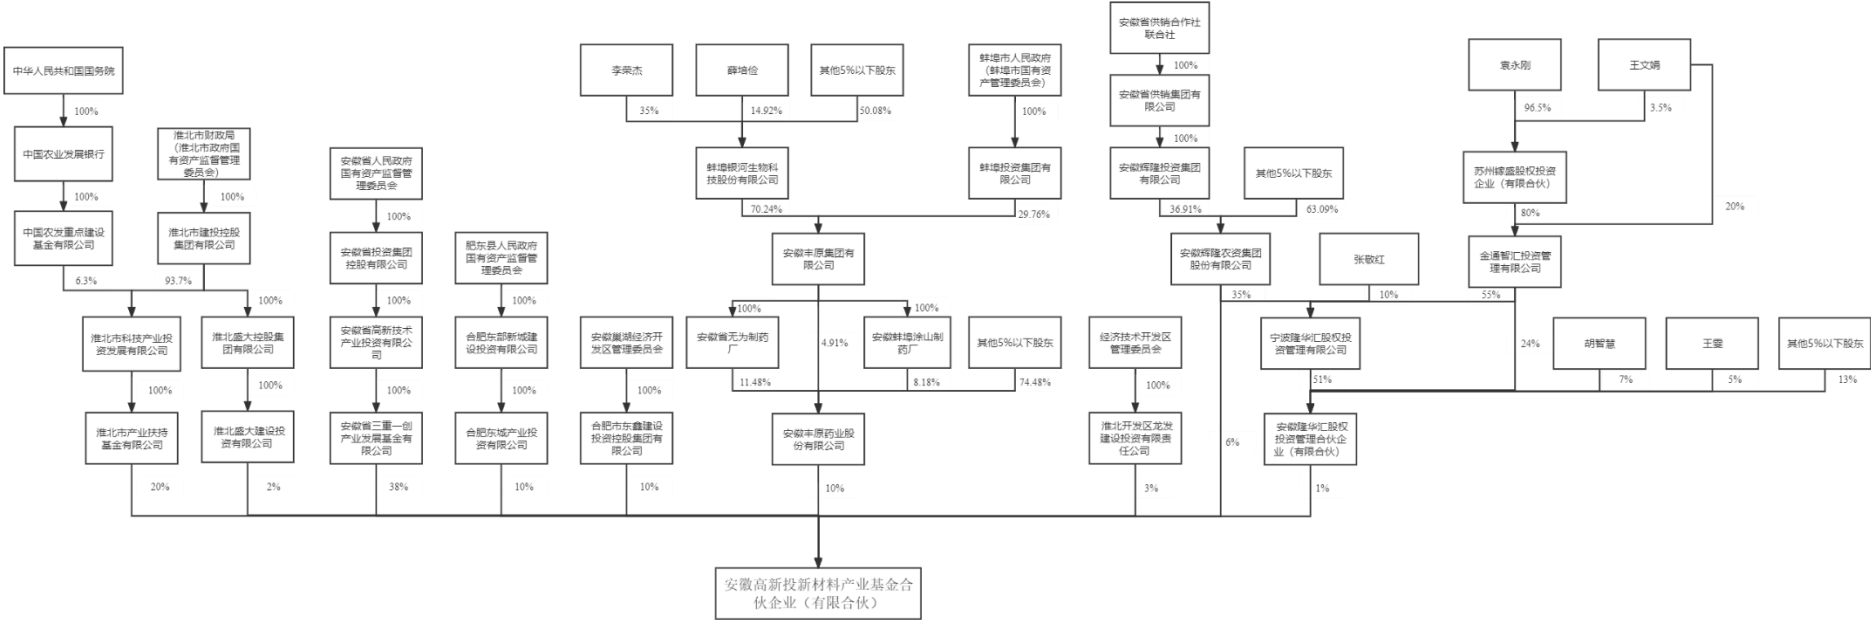 安徽省供销合作社
联合社
中华人民共和国国务院
李荣杰
薛培俭
其他5%以下股东
蚌埠市人民政府
（蚌埠市国有资
产管理委员会）
袁永刚
王文娟
100%
安徽省供销集团有
限公司
100%
35%
14.92%
50.08%
100%
96.5%
3.5%
中国农业发展银行
淮北市财政局
（淮北市政府国
有资产监督管理
委员会）
安徽省人民政府
国有资产监督管
理委员会
蚌埠银河生物科
技股份有限公司
蚌埠投资集团有
限公司
100%
安徽辉隆投资集团
有限公司
其他5%以下股东
苏州镓盛股权投资
企业（有限合伙）
100%
100%
100%
70.24%
29.76%
36.91%
63.09%
80%
20%
中国农发重点建设
基金有限公司
淮北市建投控股
集团有限公司
安徽省投资集团
控股有限公司
肥东县人民政府
国有资产监督管
理委员会
安徽丰原集团有
限公司
安徽辉隆农资集团
股份有限公司
张敬红
金通智汇投资管
理有限公司
6.3%
93.7%
100%
100%
100%
100%
100%
35%
10%
55%
淮北市科技产业投
资发展有限公司
淮北盛大控股集
团有限公司
安徽省高新技术
产业投资有限公
司
合肥东部新城建
设投资有限公司
安徽巢湖经济开
发区管理委员会
安徽省无为制药
厂
4.91%
安徽蚌埠涂山制
药厂
其他5%以下股东
经济技术开发区
管理委员会
宁波隆华汇股权投
资管理有限公司
24%
胡智慧
王雯
其他5%以下股东
100%
100%
100%
100%
100%
11.48%
8.18%
74.48%
100%
51%
7%
5%
13%
淮北市产业扶持
基金有限公司
淮北盛大建设投
资有限公司
安徽省三重一创
产业发展基金有
限公司
合肥东城产业投
资有限公司
合肥市东鑫建设
投资控股集团有
限公司
安徽丰原药业股
份有限公司
淮北开发区龙发
建设投资有限责
任公司
6%
安徽隆华汇股权
投资管理合伙企
业（有限合伙）
20%
2%
38%
10%
10%
10%
3%
1%
安徽高新投新材料产业基金合
伙企业（有限合伙）